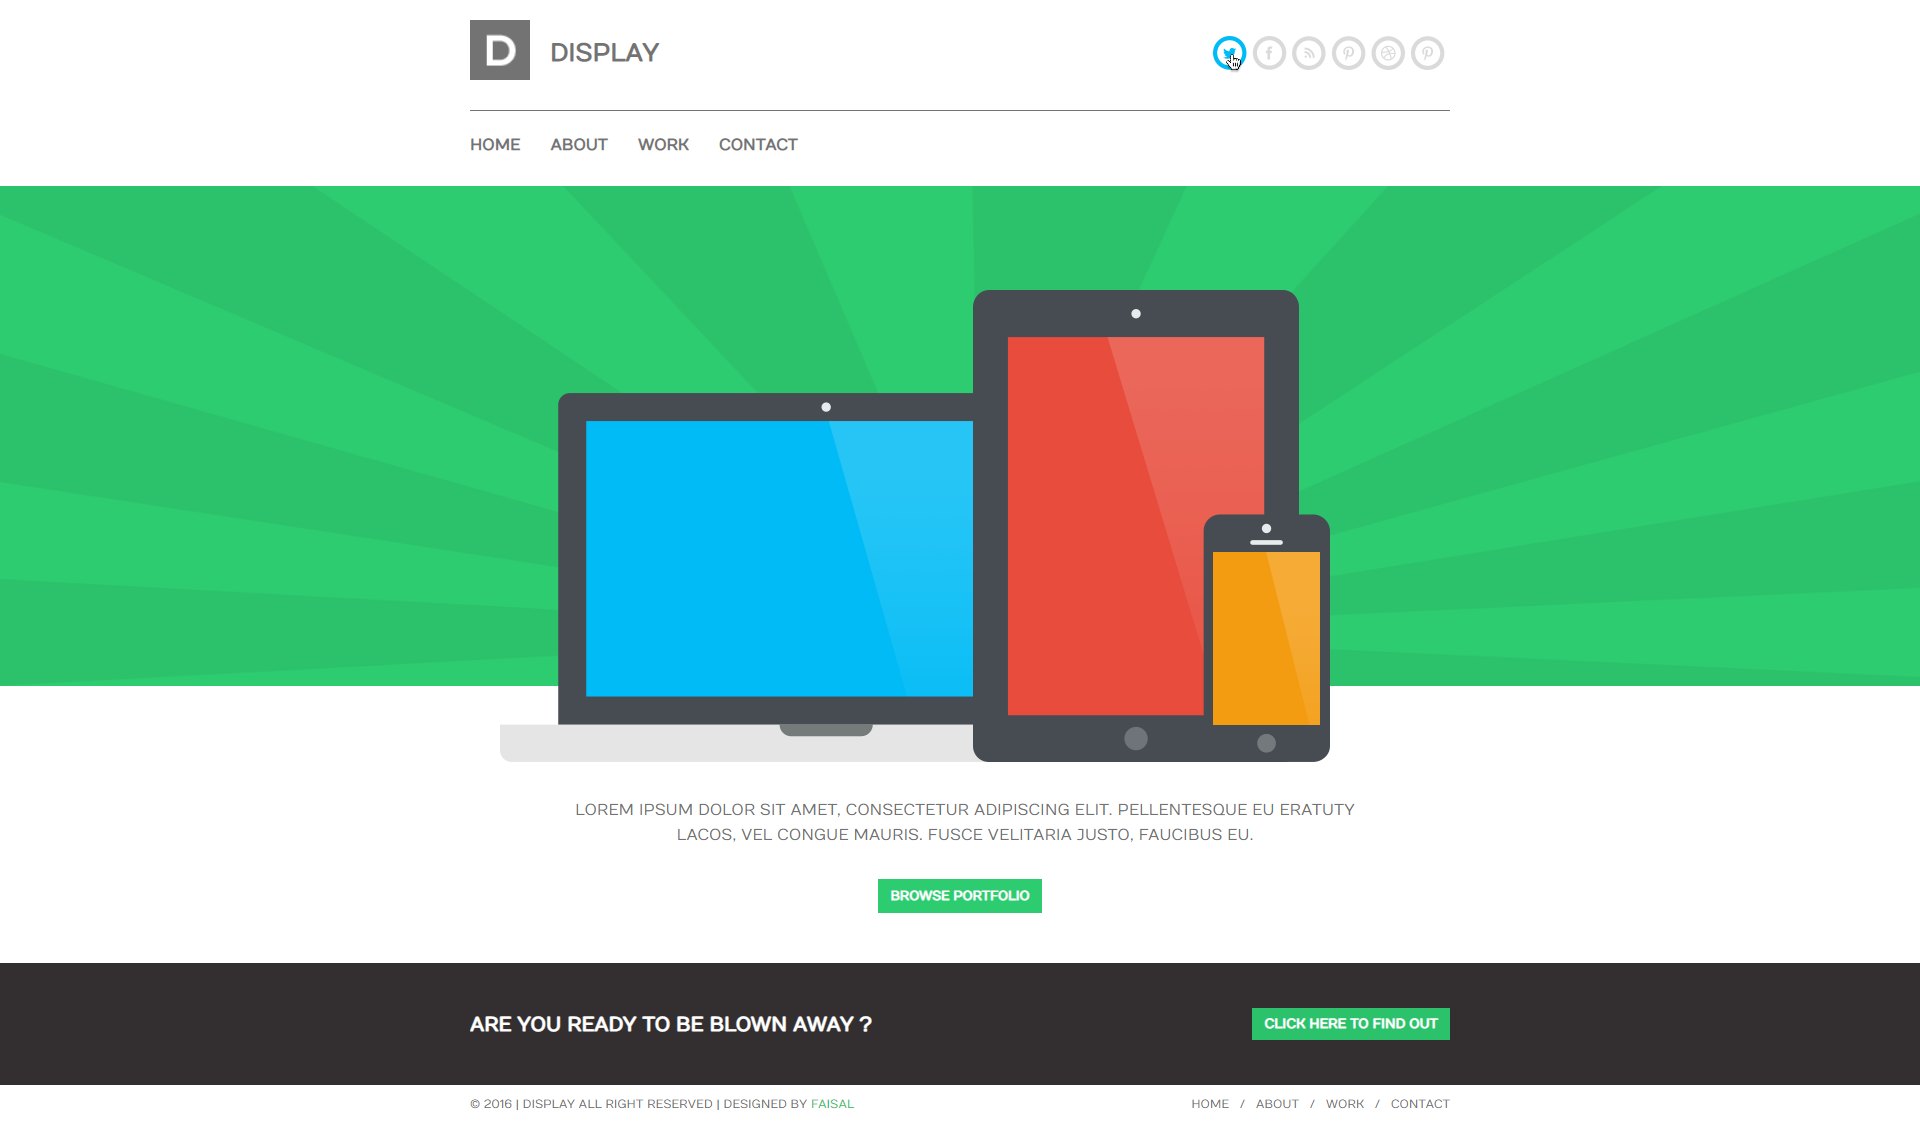 D
DISPLAY
HOME ABOUT WORK CONTACT
LOREM IPSUM DOLOR SIT AMET, CONSECTETUR ADIPISCING ELIT. PELLENTESQUE EU ERATUTY
LACOS, VEL CONGUE MAURIS. FUSCE VELITARIA JUSTO, FAUCIBUS EU.
BROWSE PORTFOLIO
ARE YOU READY TO BE BLOWN AWAY ?
CLICK HERE TO FIND OUT
© 2016 | DISPLAY ALL RIGHT RESERVED | DESIGNED BY FAISAL
HOME / ABOUT / WORK / CONTACT